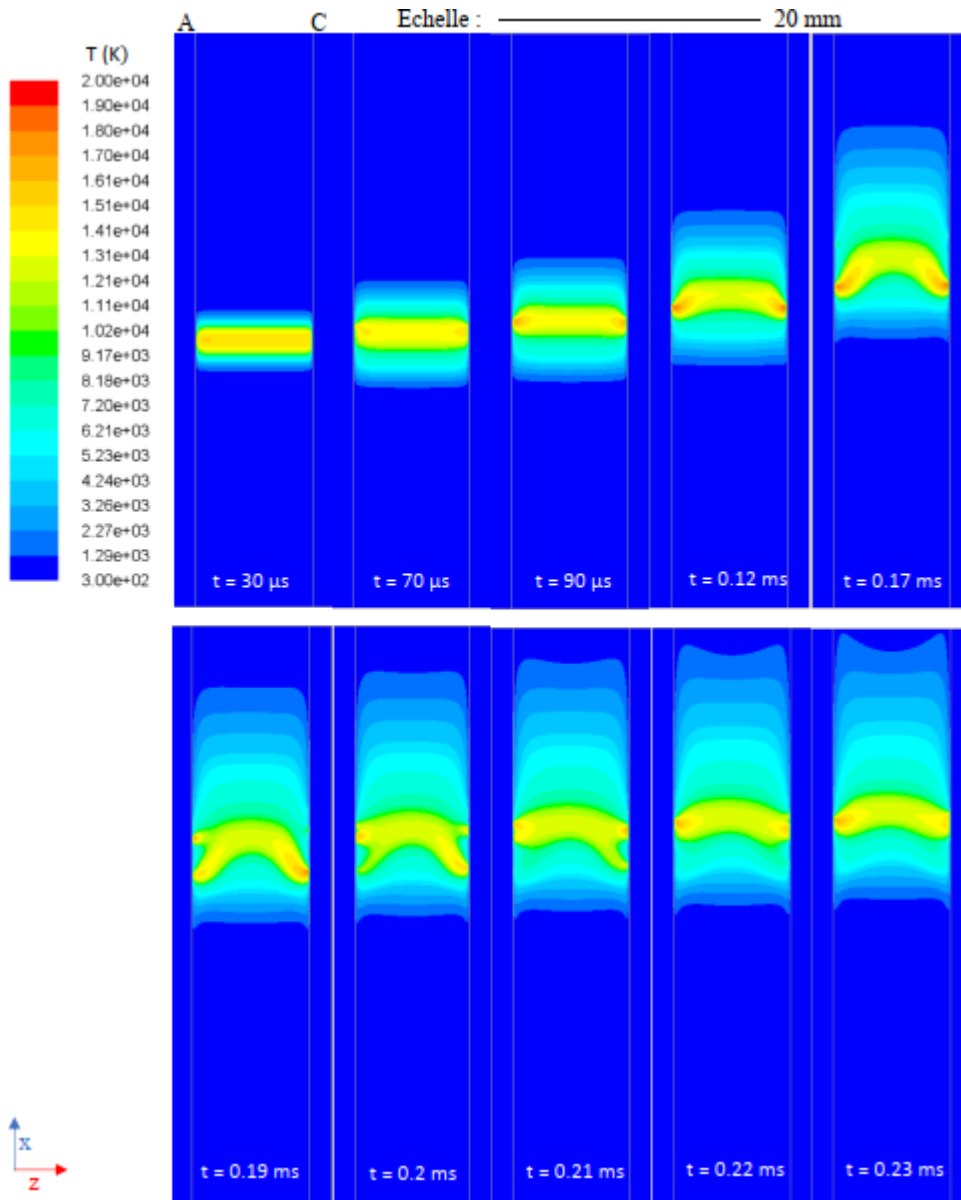 A C Echelle : 20 mm
T (K)
2.00e+04
1.90e+04
1.80e+04
1.70e+04
1.61e+04
1.51e+04
1.41e+04
1.31e+04
1.21e+04
1.11e+04
1.02e+04
9.17e+03
8.18e+03
7.20e+03
6.21e+03
5.23e+03
4.24e+03
3.26e+03
2.27e+03
1.29e+03
3.00e+02
t = 30 µs t = 70 µs t = 90 µs t = 0.12 ms t = 0.17 ms
t = 0.19 ms t = 0.2 ms t = 0.21 ms t = 0.22 ms t = 0.23 ms
x
z